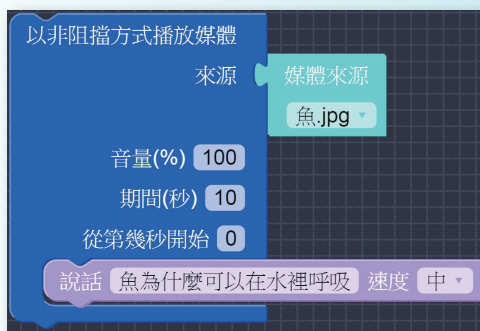 以非阻擋方式播放媒體
來源 媒體來源
魚.jpg
音量(%) 100
期間(秒) 10
從第幾秒開始 0
說話 魚為什麼可以在水裡呼吸 速度 中